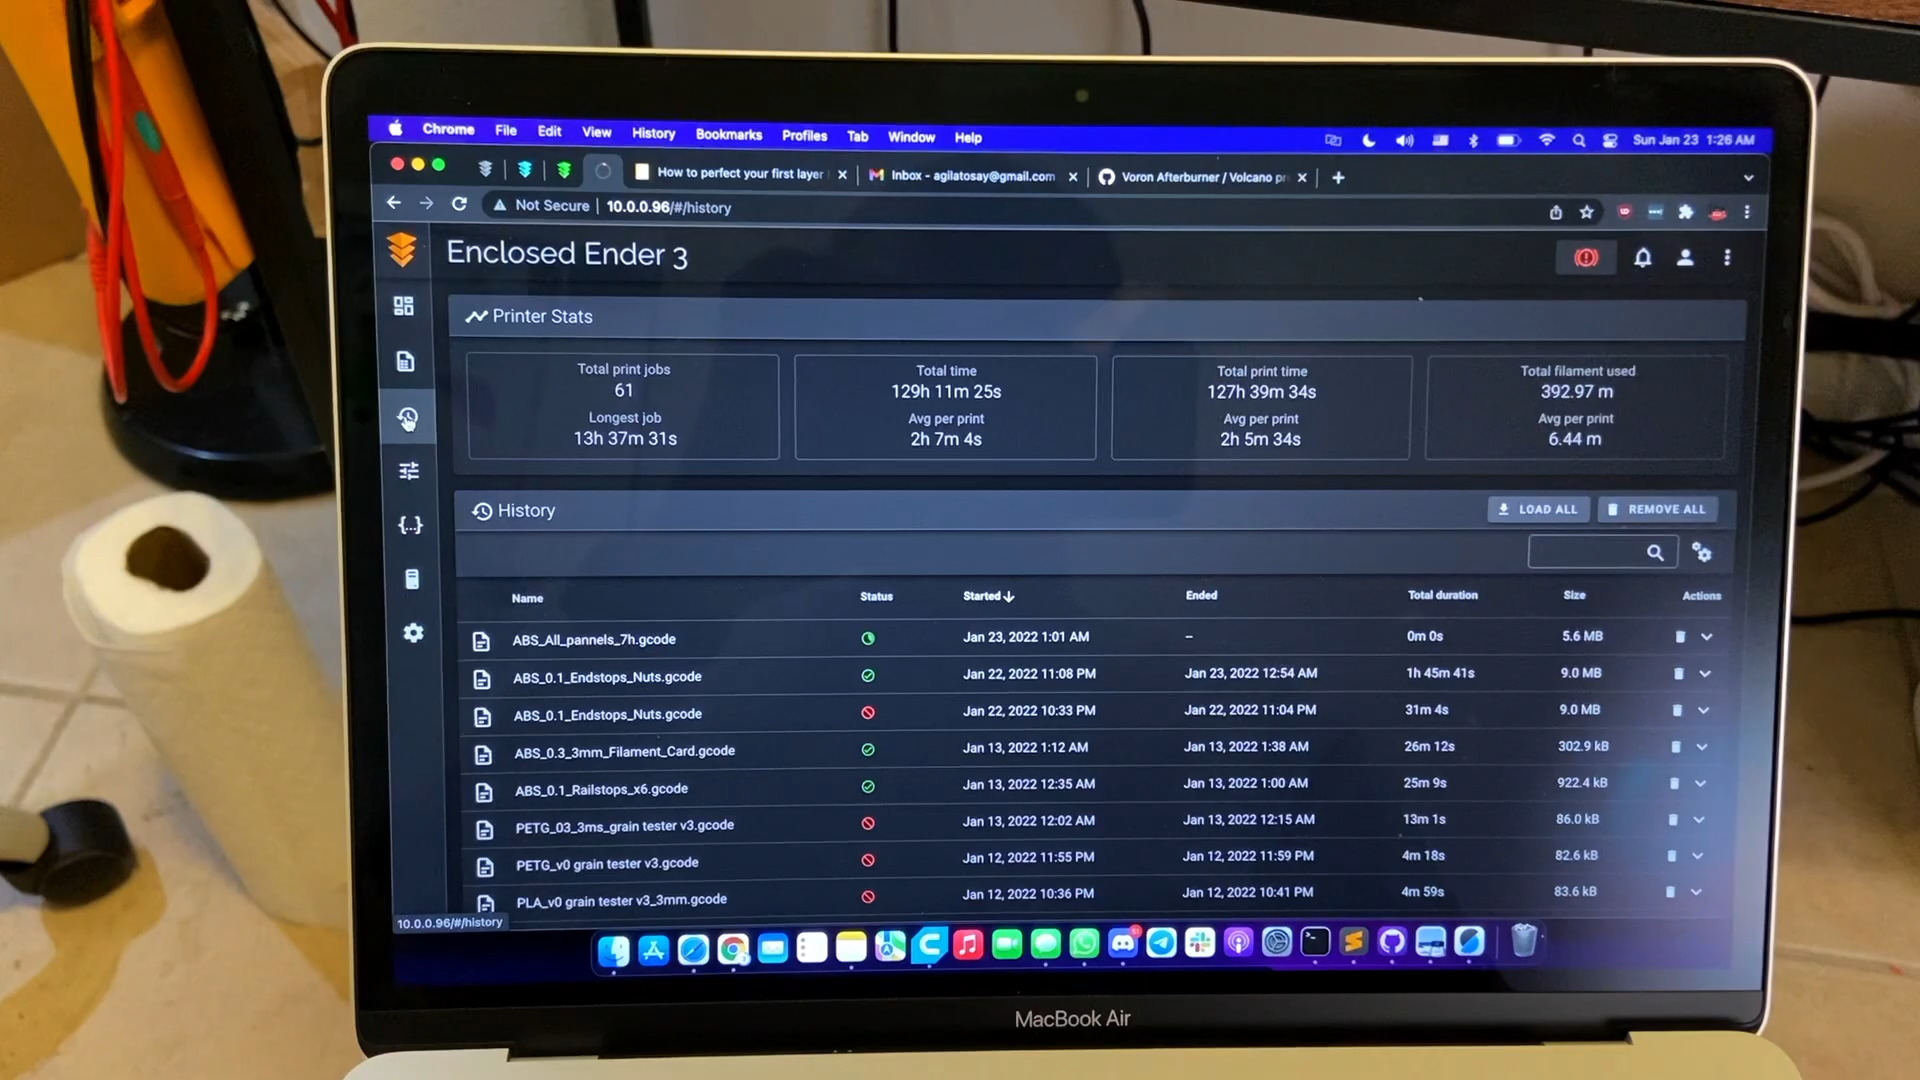 Chrome File Edit View History Bookmarks Profiles Tab Window Help Sun Jan 23 1:26 AM
How to perfect your first layer Inbox - agilatosay@gmail.com Voron Afterburner / Volcano pr
Not Secure 10.0.0.96/#/history
Enclosed Ender 3
Printer Stats
Total print jobs
61
Longest job
13h 37m 31s
Total time
129h 11m 25s
Avg per print
2h 7m 4s
Total print time
127h 39m 34s
Avg per print
2h 5m 34s
Total filament used
392.97 m
Avg per print
6.44 m
History LOAD ALL REMOVE ALL
Name Status Started Ended Total duration Size Actions
ABS_All_pannels_7h.gcode Jan 23, 2022 1:01 AM -- 0m 0s 5.6 MB
ABS_0.1_Endstops_Nuts.gcode Jan 22, 2022 11:08 PM Jan 23, 2022 12:54 AM 1h 45m 41s 9.0 MB
ABS_0.1_Endstops_Nuts.gcode Jan 22, 2022 10:33 PM Jan 22, 2022 11:04 PM 31m 4s 9.0 MB
ABS_0.3_3mm_Filament_Card.gcode Jan 13, 2022 1:12 AM Jan 13, 2022 1:38 AM 26m 12s 302.9 kB
ABS_0.1_Railstops_x6.gcode Jan 13, 2022 12:35 AM Jan 13, 2022 1:00 AM 25m 9s 922.4 kB
PETG_03_3ms_grain tester v3.gcode Jan 13, 2022 12:02 AM Jan 13, 2022 12:15 AM 13m 1s 86.0 kB
PETG_v0 grain tester v3.gcode Jan 12, 2022 11:55 PM Jan 12, 2022 11:59 PM 4m 18s 82.6 kB
PLA_v0 grain tester v3_3mm.gcode Jan 12, 2022 10:36 PM Jan 12, 2022 10:41 PM 4m 59s 83.6 kB
10.0.0.96/#/history
MacBook Air